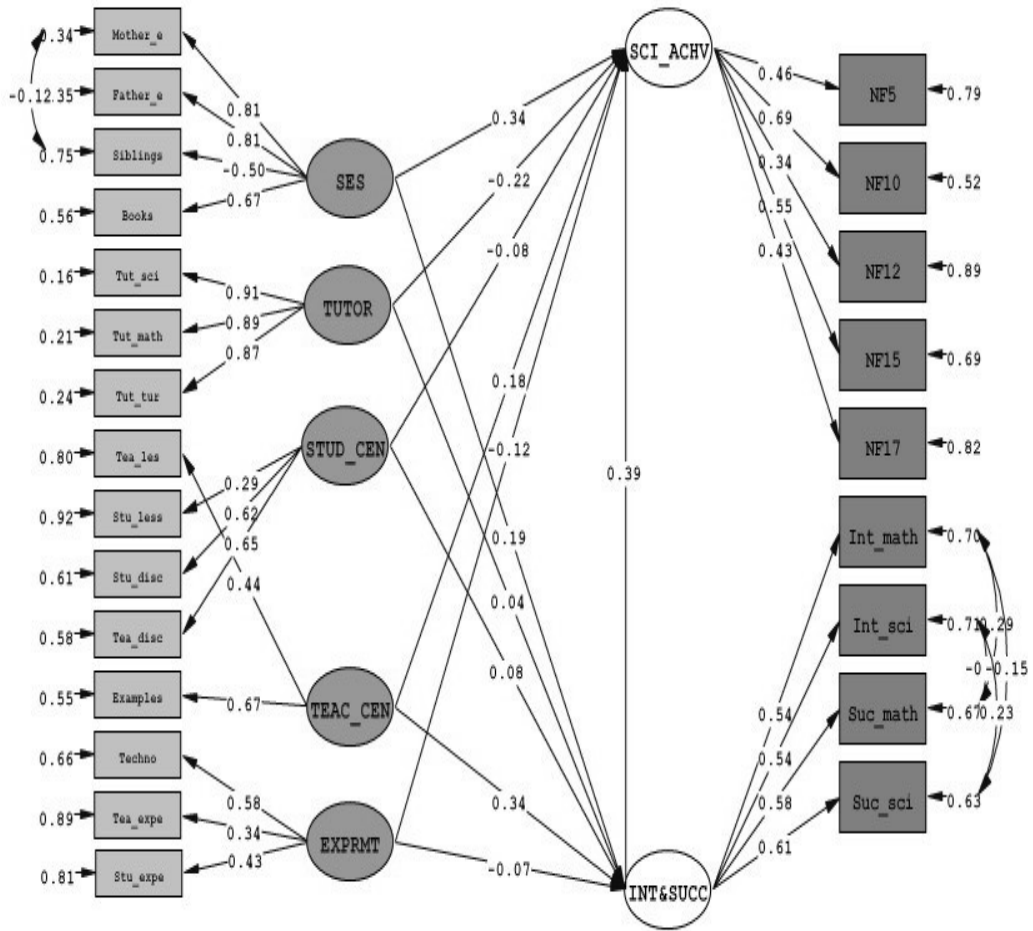 0.34
Mother_e
-0.12
.35
Father_e
0.75
Siblings
0.56
Books
0.16
Tut_sci
0.21
Tut_math
0.24
Tut_tur
0.80
Tea_les
0.92
Stu_less
0.61
Stu_disc
0.58
Tea_disc
0.55
Examples
0.66
Techno
0.89
Tea_expe
0.81
Stu_expe
0.81
0.81
-0.50
0.67
SES
0.91
0.89
0.87
TUTOR
0.29
0.62
0.65
STUD_CEN
0.44
0.67
TEAC_CEN
0.58
0.34
0.43
EXPRMT
0.34
-0.22
-0.08
0.18
-0.12
0.39
0.19
0.04
0.08
0.34
-0.07
SCI_ACHV
INT&SUCC
0.46
0.69
0.34
0.55
0.43
NF5
0.79
NF10
0.52
NF12
0.89
NF15
0.69
NF17
0.82
0.54
0.54
0.58
0.61
Int_math
0.70
Int_sci
0.71
0.29
-0.15
Suc_math
0.67
0.23
Suc_sci
0.63